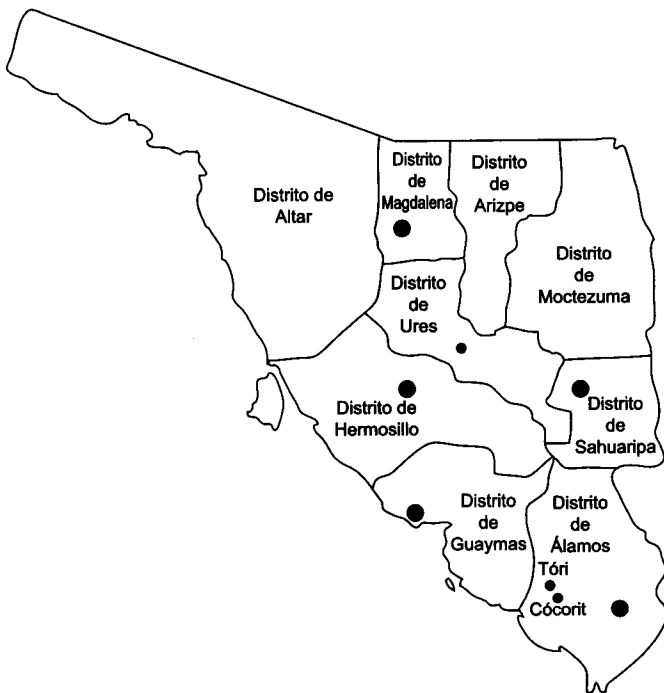 Distrito
de
Magdalena
Distrito
de
Arizpe
Distrito de
Altar
Distrito
de
Moctezuma
Distrito
de
Ures
Distrito de
Hermosillo
Distrito
de
Sahuaripa
Distrito
de
Guaymas
Distrito
de
Álamos
Tóri
Cócorit